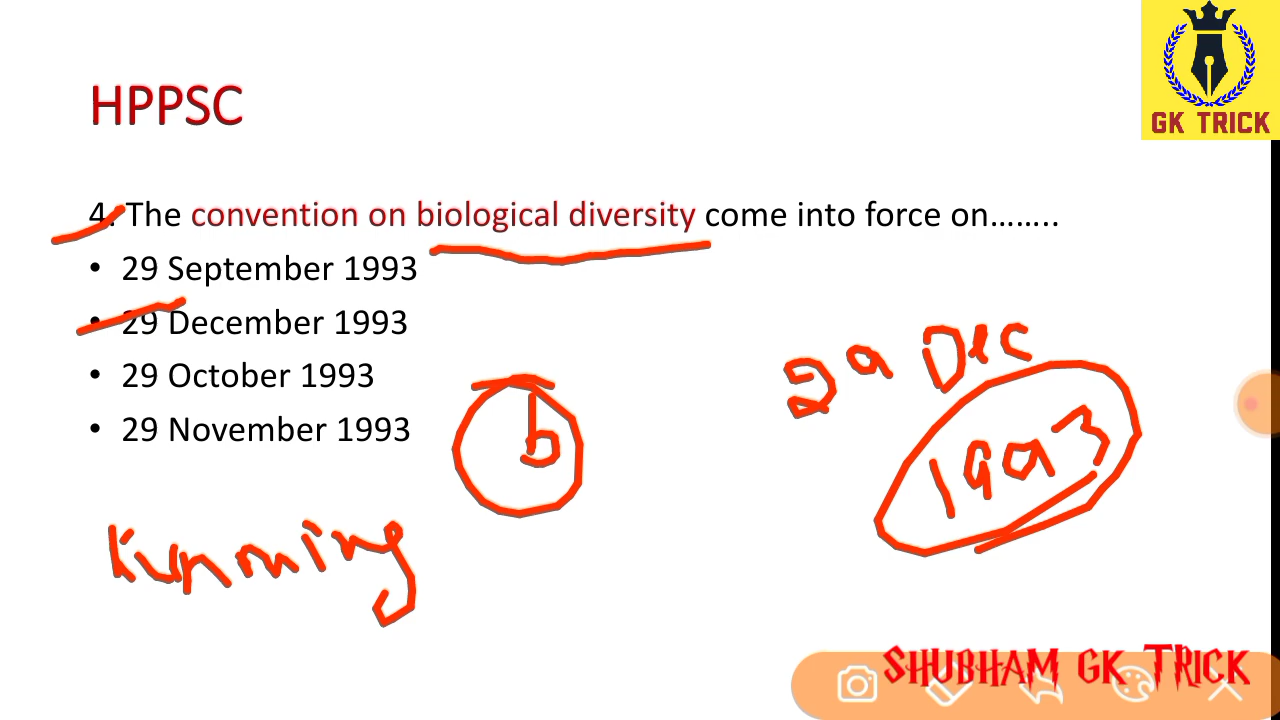 HPPSC
GK TRICK
4. The convention on biological diversity come into force on……..
• 29 September 1993
• 29 December 1993
• 29 October 1993
• 29 November 1993
29 Dec
1993
b
Kunming
SHUBHAM GK TRICK